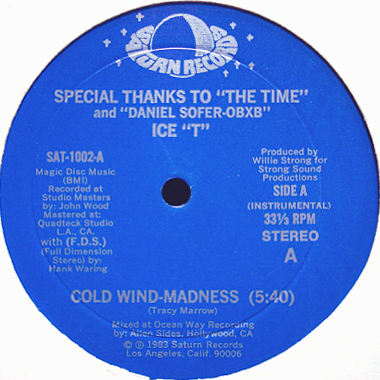 SATURN RECORDS
SPECIAL THANKS TO "THE TIME"
and "DANIEL SOFER-OBXB"
ICE "T"
SAT-1002-A
Magic Disc Music
(BMI)
Recorded at
Studio Masters
by: John Wood
Mastered at:
Quadteck Studio
L.A., CA.
with (F.D.S.)
(Full Dimension
Stereo) by:
Hank Waring
Produced by
Willie Strong for
Strong Sound
Productions
SIDE A
(INSTRUMENTAL)
33⅓ RPM
STEREO
A
COLD WIND-MADNESS (5:40)
(Tracy Marrow)
Mixed at Ocean Way Recording
by: Allen Sides, Hollywood, CA
© ℗ 1983 Saturn Records
Los Angeles, Calif. 90006